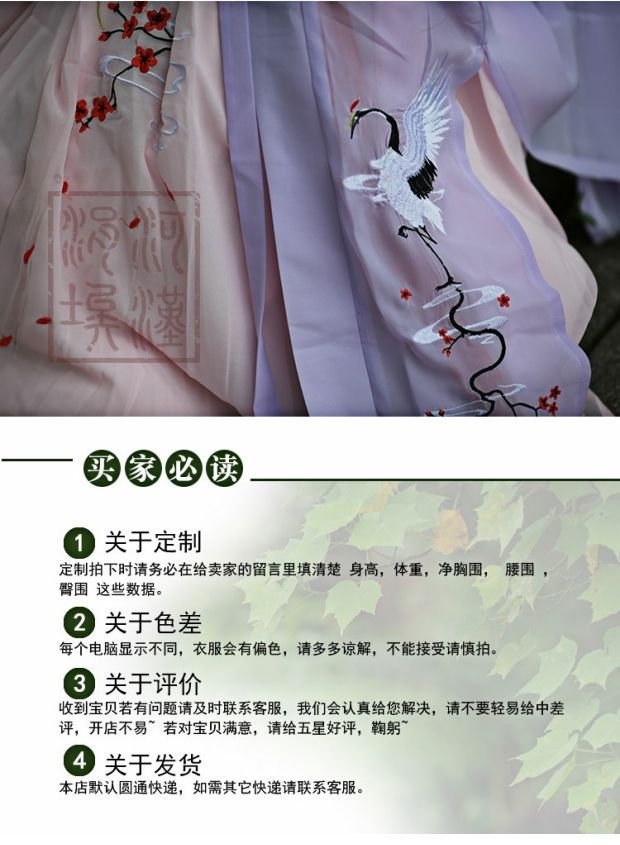 买家必读
1 关于定制
定制拍下时请务必在给卖家的留言里填清楚 身高，体重，净胸围， 腰围 ，
臀围 这些数据。
2 关于色差
每个电脑显示不同，衣服会有偏色，请多多谅解，不能接受请慎拍。
3 关于评价
收到宝贝若有问题请及时联系客服，我们会认真给您解决，请不要轻易给中差
评，开店不易~ 若对宝贝满意，请给五星好评，鞠躬~
4 关于发货
本店默认圆通快递，如需其它快递请联系客服。